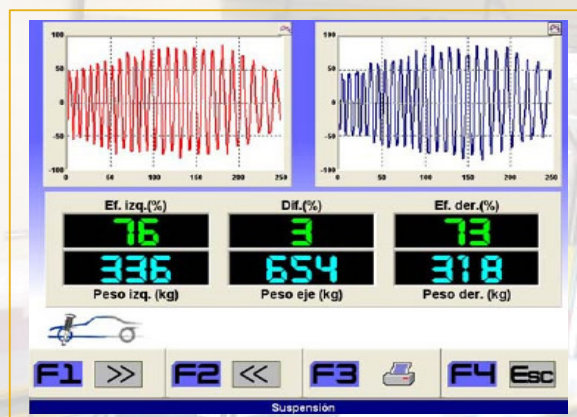 100
50
0
-50
-100
0 50 100 150 200 250
100
50
0
-50
-100
0 50 100 150 200 250
Ef. izq.(%) Dif.(%) Ef. der.(%)
76 3 73
336 654 318
Peso izq. (kg) Peso eje (kg) Peso der. (kg)
F1 >> F2 << F3 F4 Esc
Suspensión